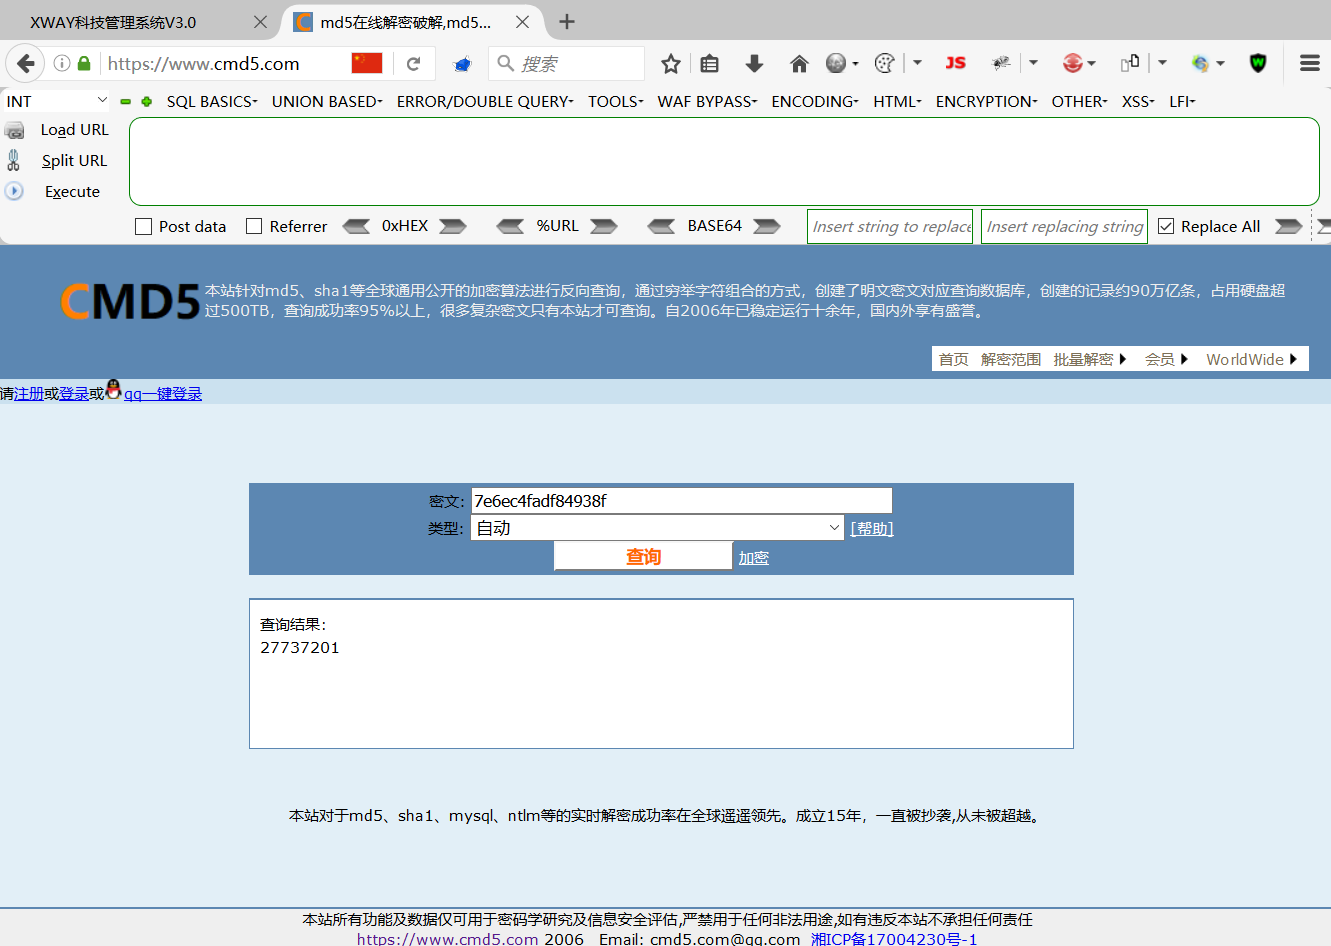 XWAY科技管理系统V3.0
md5在线解密破解,md5...
https://www.cmd5.com
搜索
JS
INT
SQL BASICS
UNION BASED
ERROR/DOUBLE QUERY
TOOLS
WAF BYPASS
ENCODING
HTML
ENCRYPTION
OTHER
XSS
LFI
Load URL
Split URL
Execute
Post data
Referrer
0xHEX
%URL
BASE64
Insert string to replace
Insert replacing string
Replace All
CMD5
本站针对md5、sha1等全球通用公开的加密算法进行反向查询，通过穷举字符组合的方式，创建了明文密文对应查询数据库，创建的记录约90万亿条，占用硬盘超
过500TB，查询成功率95%以上，很多复杂密文只有本站才可查询。自2006年已稳定运行十余年，国内外享有盛誉。
首页 解密范围 批量解密 会员 WorldWide
请注册或登录或qq一键登录
密文: 7e6ec4fadf84938f
类型: 自动 [帮助]
查询 加密
查询结果:
27737201
本站对于md5、sha1、mysql、ntlm等的实时解密成功率在全球遥遥领先。成立15年，一直被抄袭,从未被超越。
本站所有功能及数据仅可用于密码学研究及信息安全评估,严禁用于任何非法用途,如有违反本站不承担任何责任
https://www.cmd5.com 2006 Email: cmd5.com@qq.com 湘ICP备17004230号-1